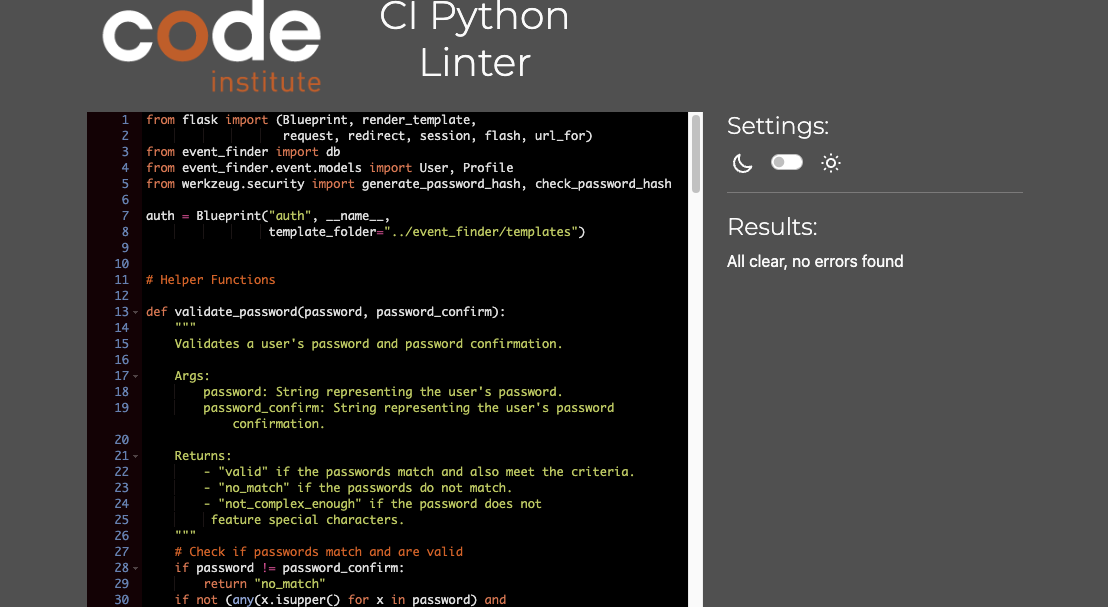 code
institute
CI Python
Linter
1 from flask import (Blueprint, render_template,
2 request, redirect, session, flash, url_for)
3 from event_finder import db
4 from event_finder.event.models import User, Profile
5 from werkzeug.security import generate_password_hash, check_password_hash
6
7 auth = Blueprint("auth", __name__,
8 template_folder="../event_finder/templates")
9
10
11 # Helper Functions
12
13 def validate_password(password, password_confirm):
14 """
15 Validates a user's password and password confirmation.
16
17 Args:
18 password: String representing the user's password.
19 password_confirm: String representing the user's password
confirmation.
20
21 Returns:
22 - "valid" if the passwords match and also meet the criteria.
23 - "no_match" if the passwords do not match.
24 - "not_complex_enough" if the password does not
25 feature special characters.
26 """
27 # Check if passwords match and are valid
28 if password != password_confirm:
29 return "no_match"
30 if not (any(x.isupper() for x in password) and
Settings:
Results:
All clear, no errors found